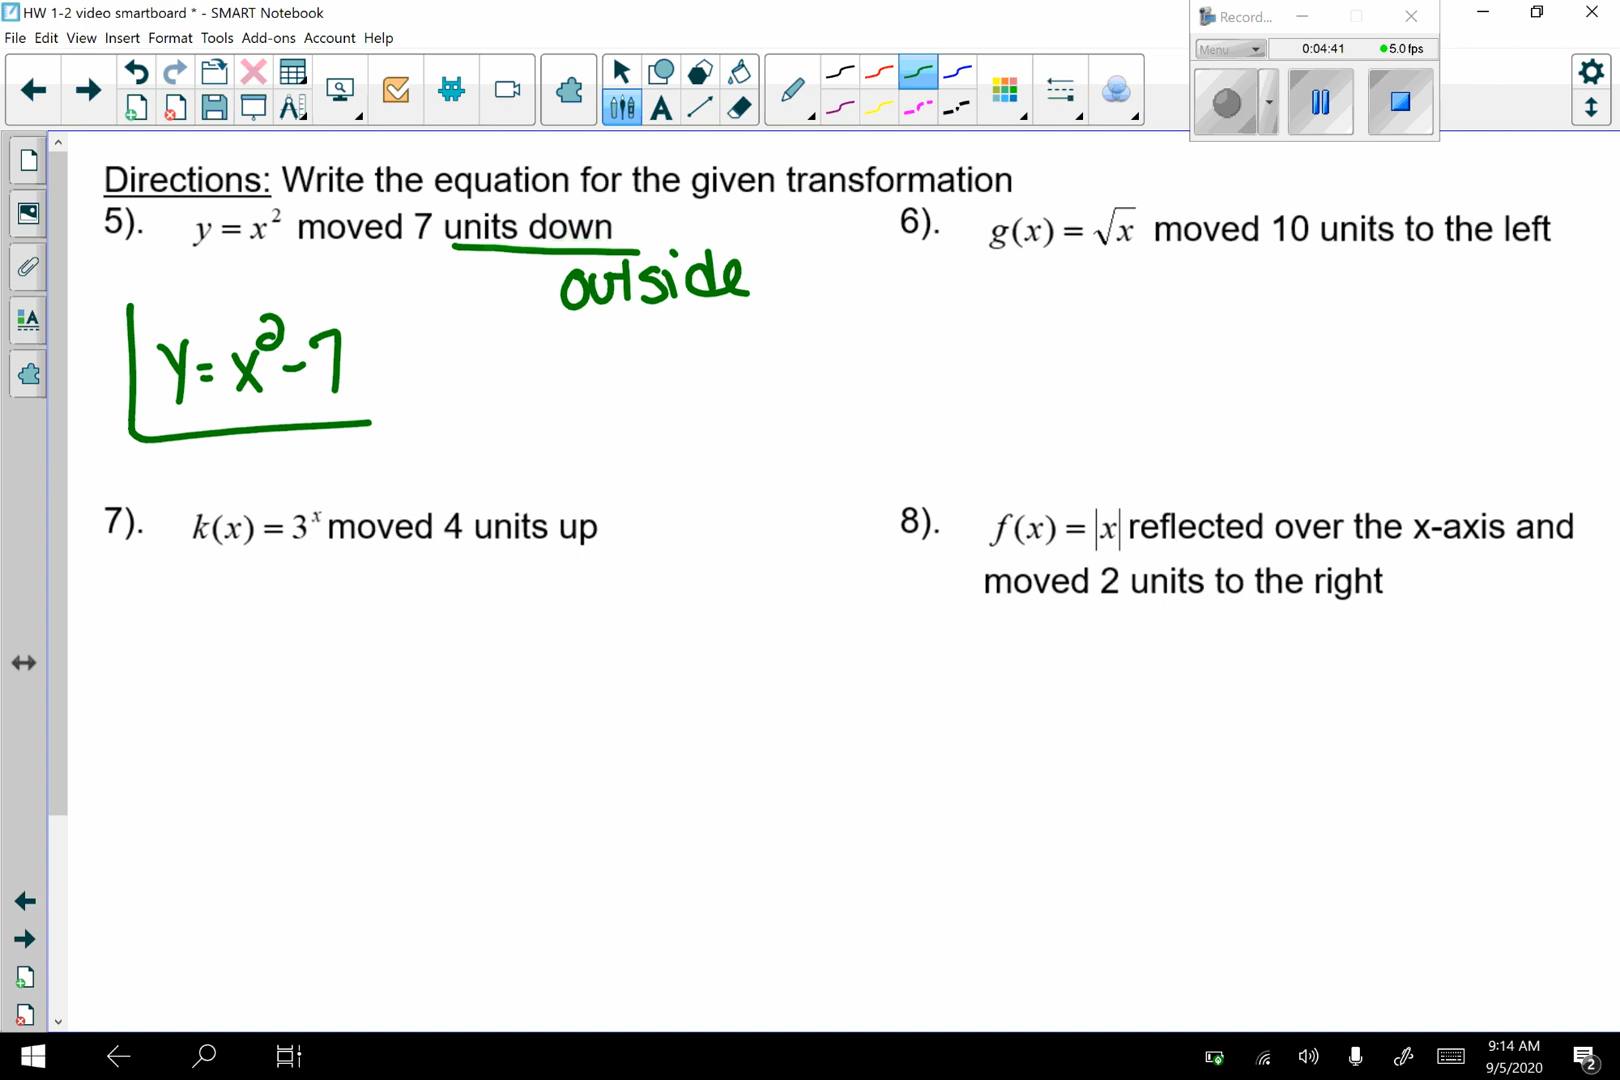 HW 1-2 video smartboard * - SMART Notebook
Record...
File Edit View Insert Format Tools Add-ons Account Help
Menu
0:04:41
5.0 fps
Directions: Write the equation for the given transformation
5). y = x² moved 7 units down
6). g(x) = √x moved 10 units to the left
outside
y = x² - 7
7). k(x) = 3ˣ moved 4 units up
8). f(x) = |x| reflected over the x-axis and
moved 2 units to the right
9:14 AM
9/5/2020
2